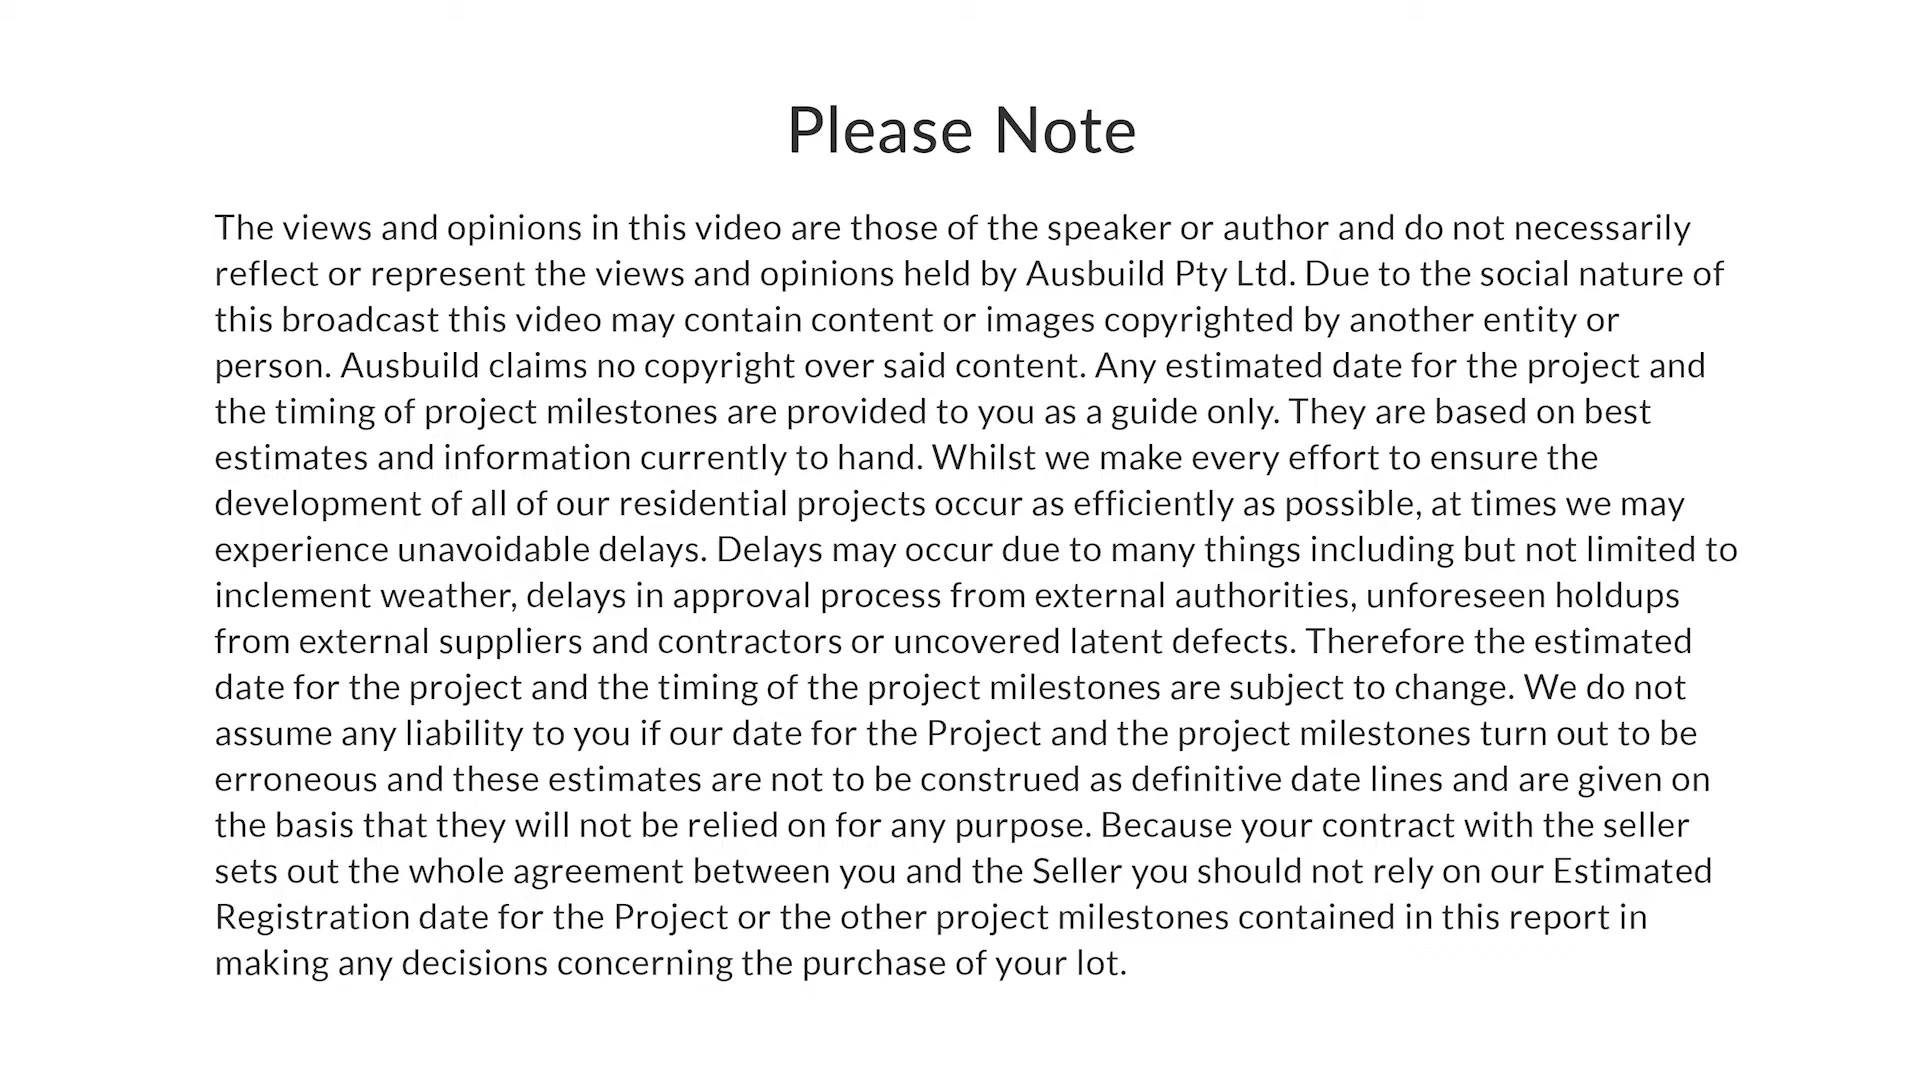 Please Note
The views and opinions in this video are those of the speaker or author and do not necessarily
reflect or represent the views and opinions held by Ausbuild Pty Ltd. Due to the social nature of
this broadcast this video may contain content or images copyrighted by another entity or
person. Ausbuild claims no copyright over said content. Any estimated date for the project and
the timing of project milestones are provided to you as a guide only. They are based on best
estimates and information currently to hand. Whilst we make every effort to ensure the
development of all of our residential projects occur as efficiently as possible, at times we may
experience unavoidable delays. Delays may occur due to many things including but not limited to
inclement weather, delays in approval process from external authorities, unforeseen holdups
from external suppliers and contractors or uncovered latent defects. Therefore the estimated
date for the project and the timing of the project milestones are subject to change. We do not
assume any liability to you if our date for the Project and the project milestones turn out to be
erroneous and these estimates are not to be construed as definitive date lines and are given on
the basis that they will not be relied on for any purpose. Because your contract with the seller
sets out the whole agreement between you and the Seller you should not rely on our Estimated
Registration date for the Project or the other project milestones contained in this report in
making any decisions concerning the purchase of your lot.